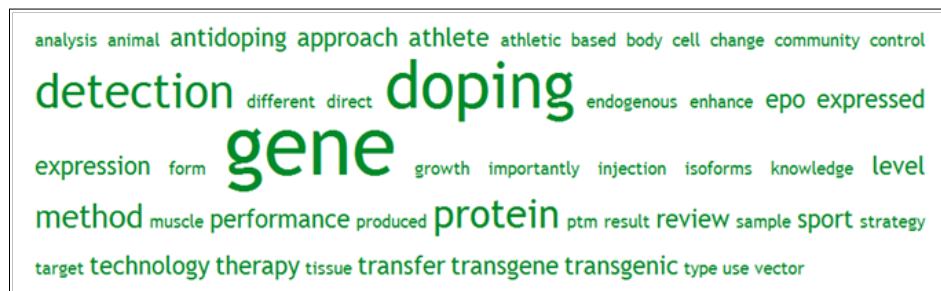 analysis animal antidoping approach athlete athletic based body cell change community control
detection different direct doping endogenous enhance epo expressed
expression form gene growth importantly injection isoforms knowledge level
method muscle performance produced protein ptm result review sample sport strategy
target technology therapy tissue transfer transgene transgenic type use vector